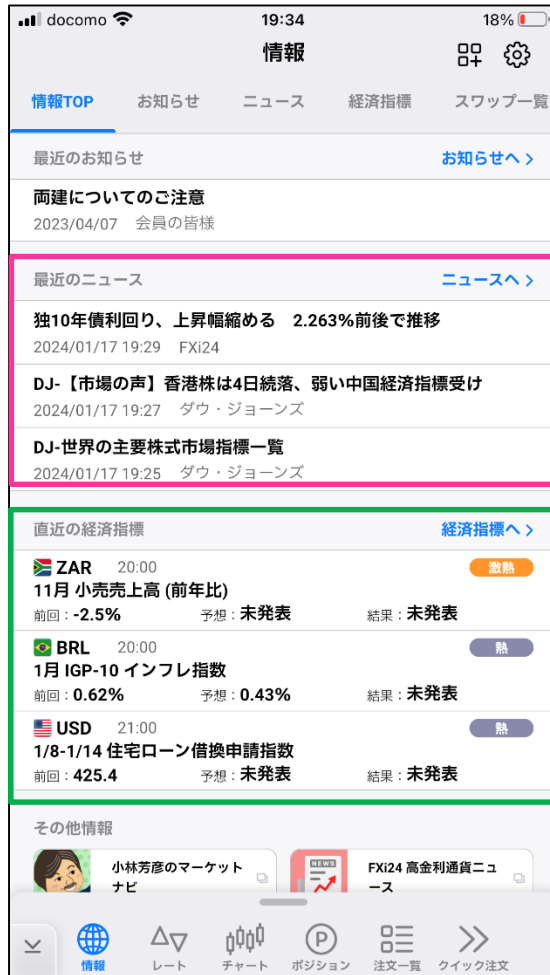 docomo 19:34 18%
情報
情報TOP お知らせ ニュース 経済指標 スワップ一覧
最近のお知らせ お知らせへ >
両建についてのご注意
2023/04/07 会員の皆様
最近のニュース ニュースへ >
独10年債利回り、上昇幅縮める 2.263%前後で推移
2024/01/17 19:29 FXi24
DJ-【市場の声】香港株は4日続落、弱い中国経済指標受け
2024/01/17 19:27 ダウ・ジョーンズ
DJ-世界の主要株式市場指標一覧
2024/01/17 19:25 ダウ・ジョーンズ
直近の経済指標 経済指標へ >
ZAR 20:00 激熱
11月 小売売上高 (前年比)
前回：-2.5% 予想：未発表 結果：未発表
BRL 20:00 熱
1月 IGP-10 インフレ指数
前回：0.62% 予想：0.43% 結果：未発表
USD 21:00 熱
1/8-1/14 住宅ローン借換申請指数
前回：425.4 予想：未発表 結果：未発表
その他情報
小林芳彦のマーケット
ナビ
NEWS
FXi24 高金利通貨ニュ
ース
情報 レート チャート ポジション 注文一覧 クイック注文